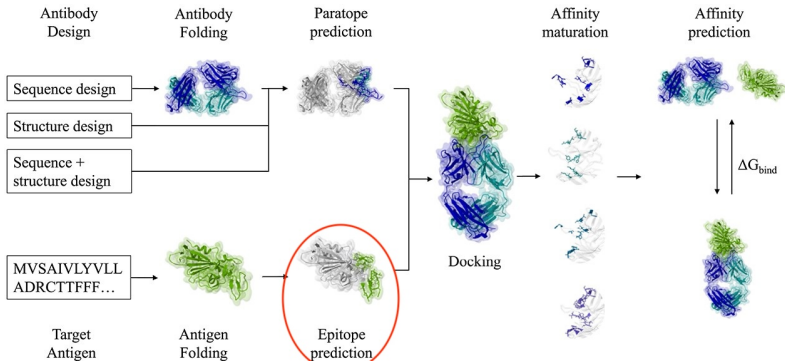 Antibody
Design
Antibody
Folding
Paratope
prediction
Affinity
maturation
Affinity
prediction
Sequence design
Structure design
Sequence +
structure design
ΔGbind
Docking
MVSAIVLYVLL
ADRCTTFFF…
Target
Antigen
Antigen
Folding
Epitope
prediction